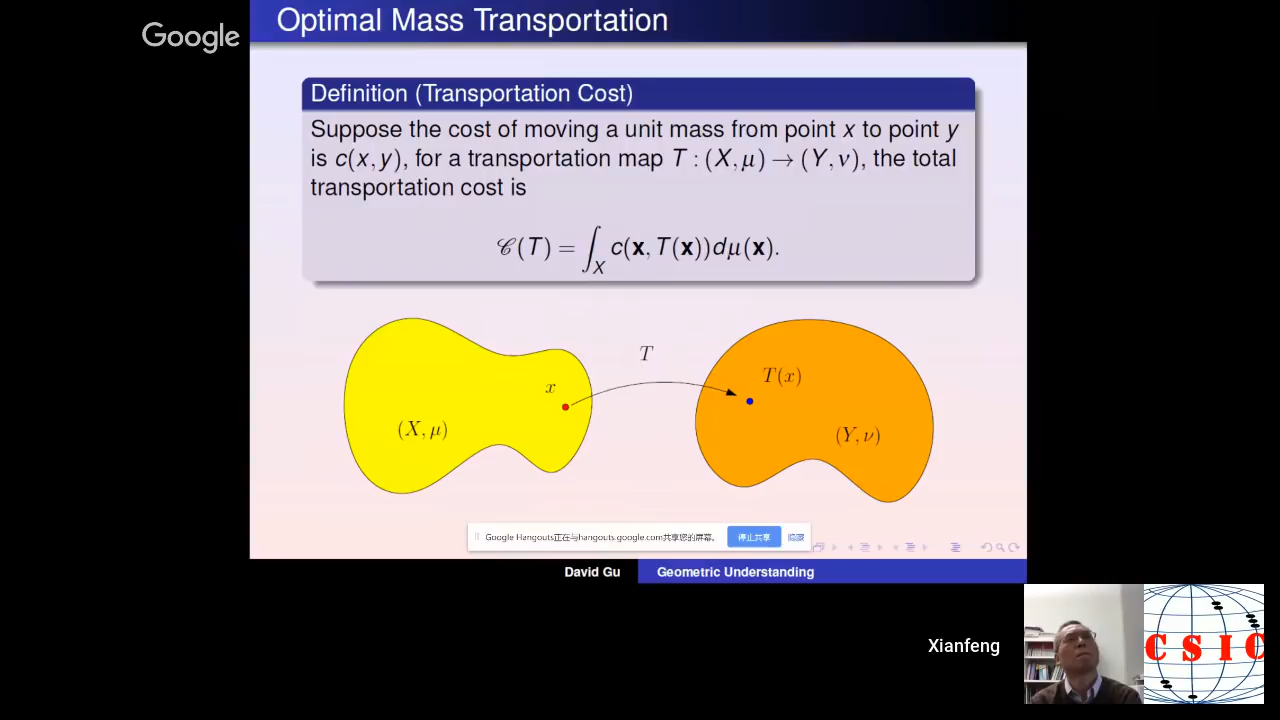 Google
Optimal Mass Transportation
Definition (Transportation Cost)
Suppose the cost of moving a unit mass from point x to point y
is c(x, y), for a transportation map T : (X, μ) → (Y, ν), the total
transportation cost is
𝒞(T) = ∫_X c(x, T(x))dμ(x).
T
x
T(x)
(X, μ)
(Y, ν)
Google Hangouts正在与hangouts.google.com共享您的屏幕。 停止共享 隐藏
David Gu Geometric Understanding
Xianfeng
CSIC